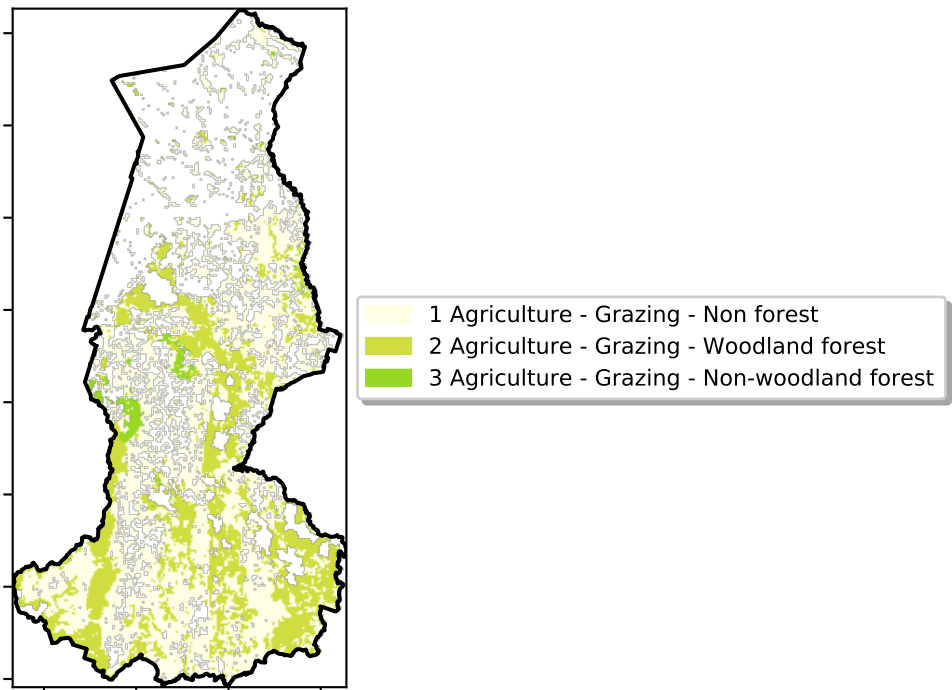 1 Agriculture - Grazing - Non forest
2 Agriculture - Grazing - Woodland forest
3 Agriculture - Grazing - Non-woodland forest